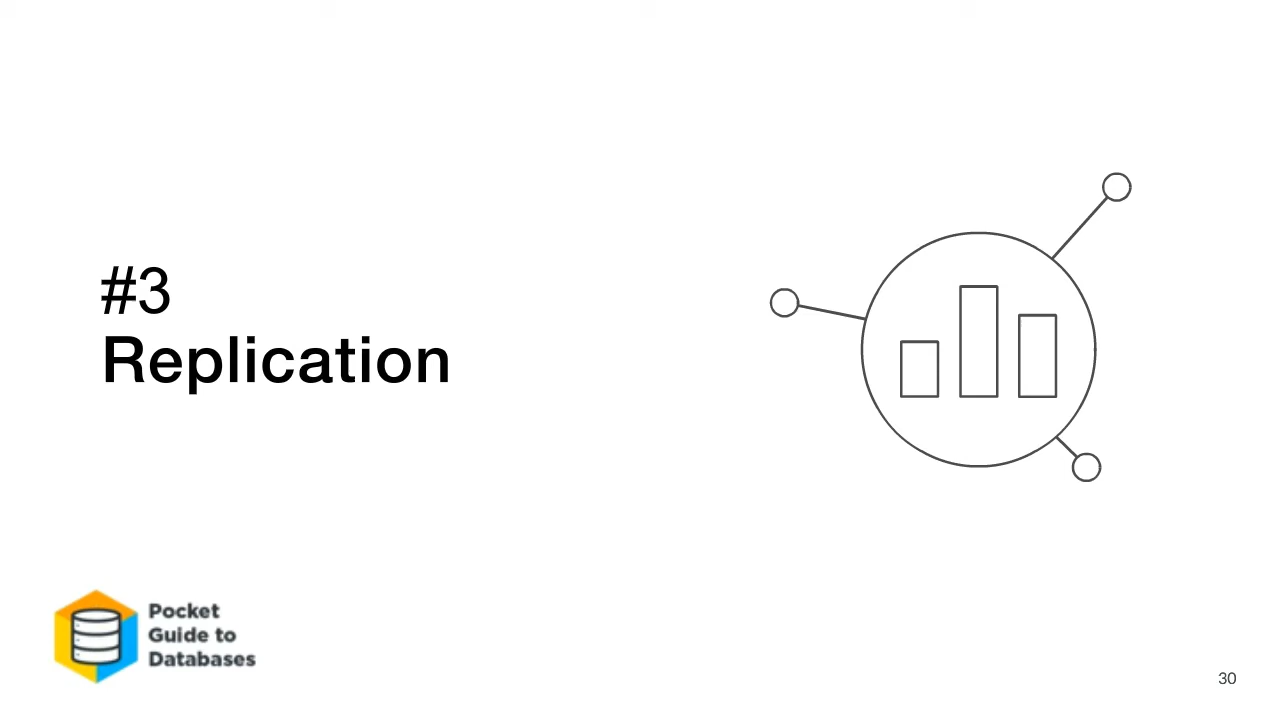 #3
Replication
Pocket
Guide to
Databases
30